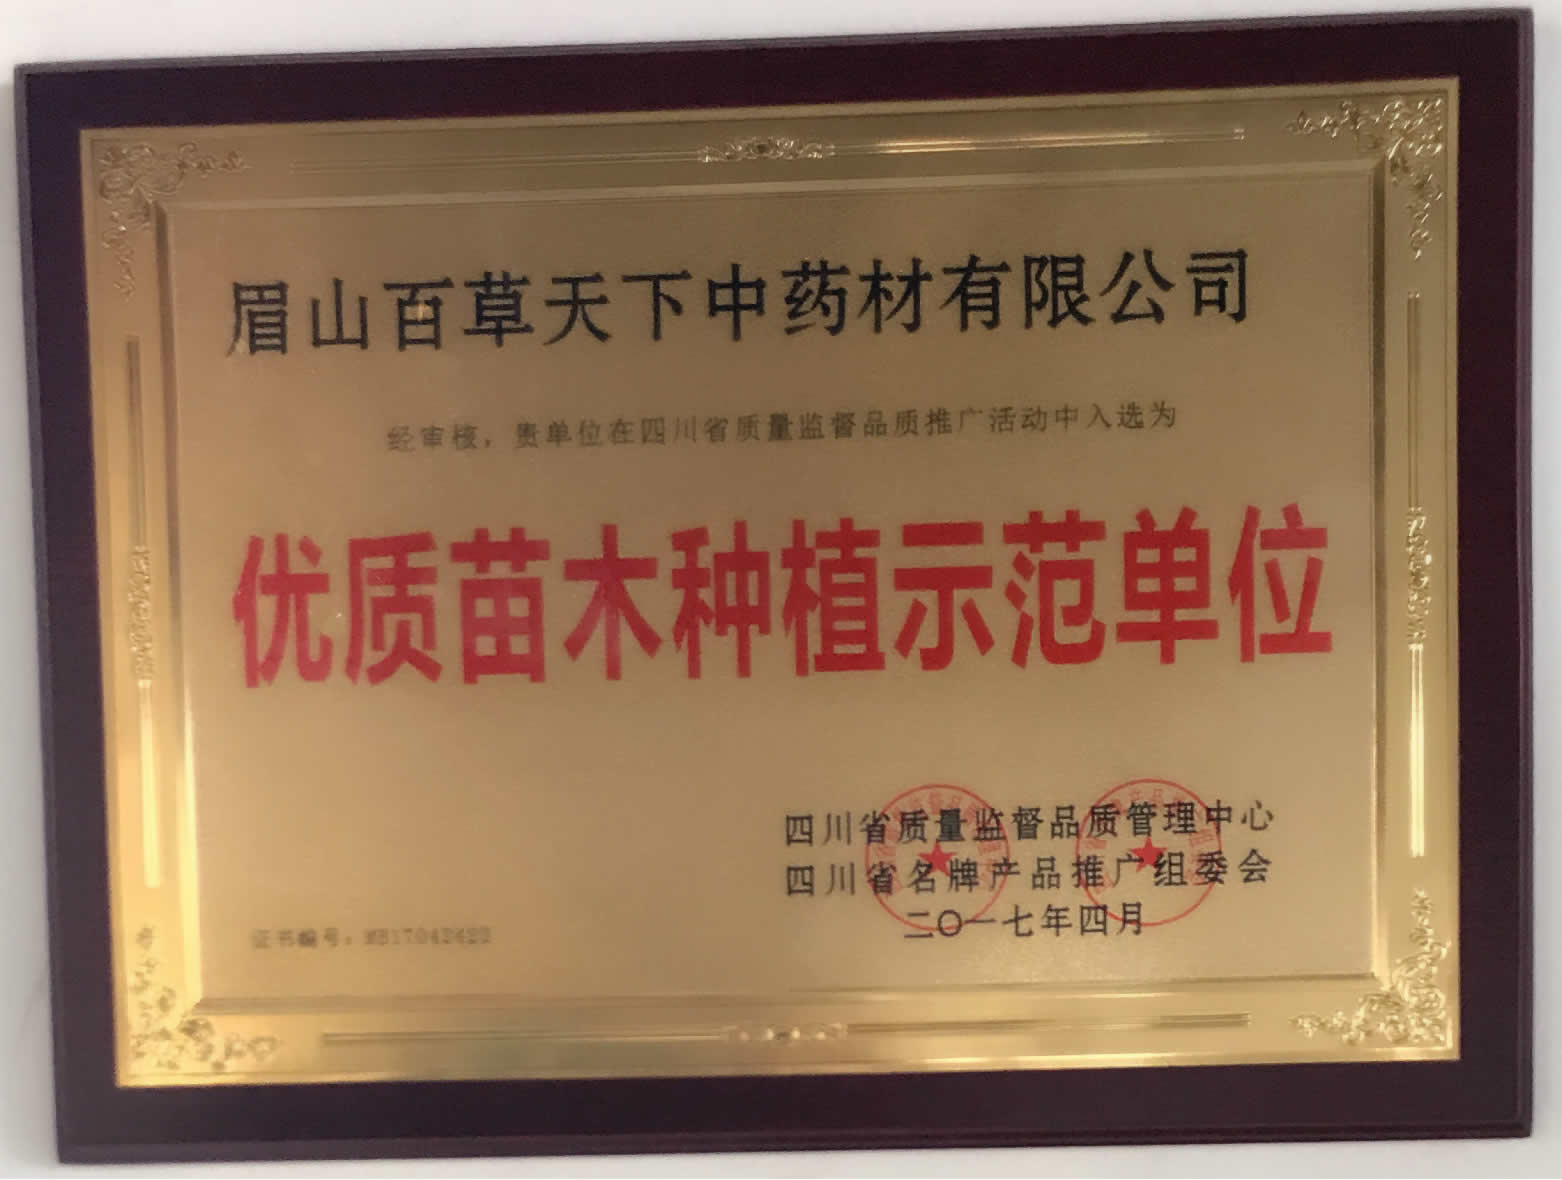 眉山百草天下中药材有限公司
经审核，贵单位在四川省质量监督品质推广活动中入选为
优质苗木种植示范单位
四川省质量监督品质管理中心
四川省名牌产品推广组委会
二〇一七年四月
证书编号：